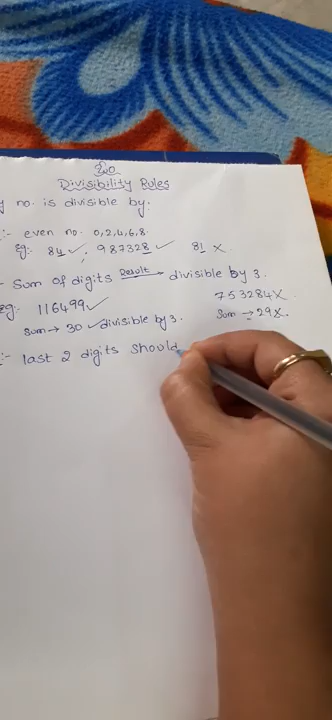 Divisibility Rules
y no. is divisible by:
:- even no. 0,2,4,6,8.
Eg: 84 ✓, 987328 ✓ 81 X
- Sum of digits Result → divisible by 3.
eg: 116499 ✓ 753284 X
Sum → 30 ✓ divisible by 3. Sum → 29 X.
:- last 2 digits should